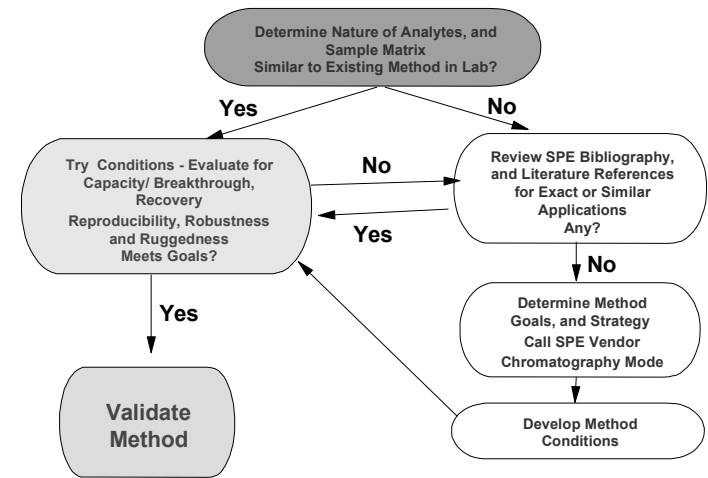 Determine Nature of Analytes, and
Sample Matrix
Similar to Existing Method in Lab?
Yes
No
Try Conditions - Evaluate for
Capacity/ Breakthrough,
Recovery
Reproducibility, Robustness
and Ruggedness
Meets Goals?
No
Yes
Review SPE Bibliography,
and Literature References
for Exact or Similar
Applications
Any?
No
Determine Method
Goals, and Strategy
Call SPE Vendor
Chromatography Mode
Yes
Validate
Method
Develop Method
Conditions